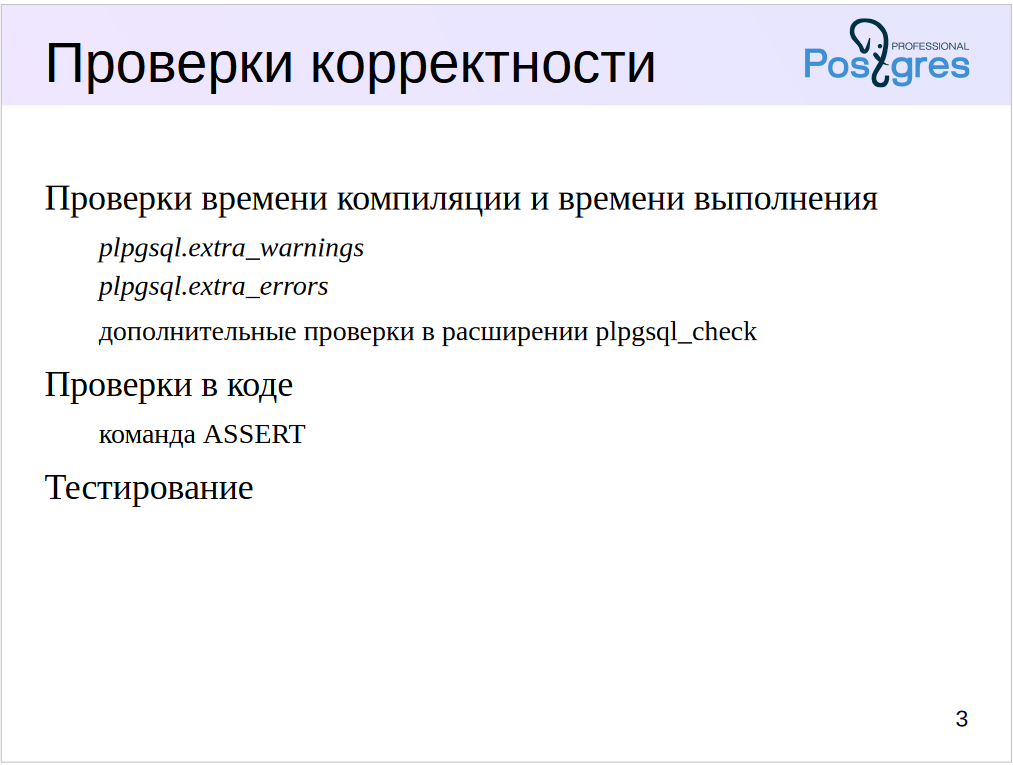 Проверки корректности
PROFESSIONAL
Postgres
Проверки времени компиляции и времени выполнения
plpgsql.extra_warnings
plpgsql.extra_errors
дополнительные проверки в расширении plpgsql_check
Проверки в коде
команда ASSERT
Тестирование
3